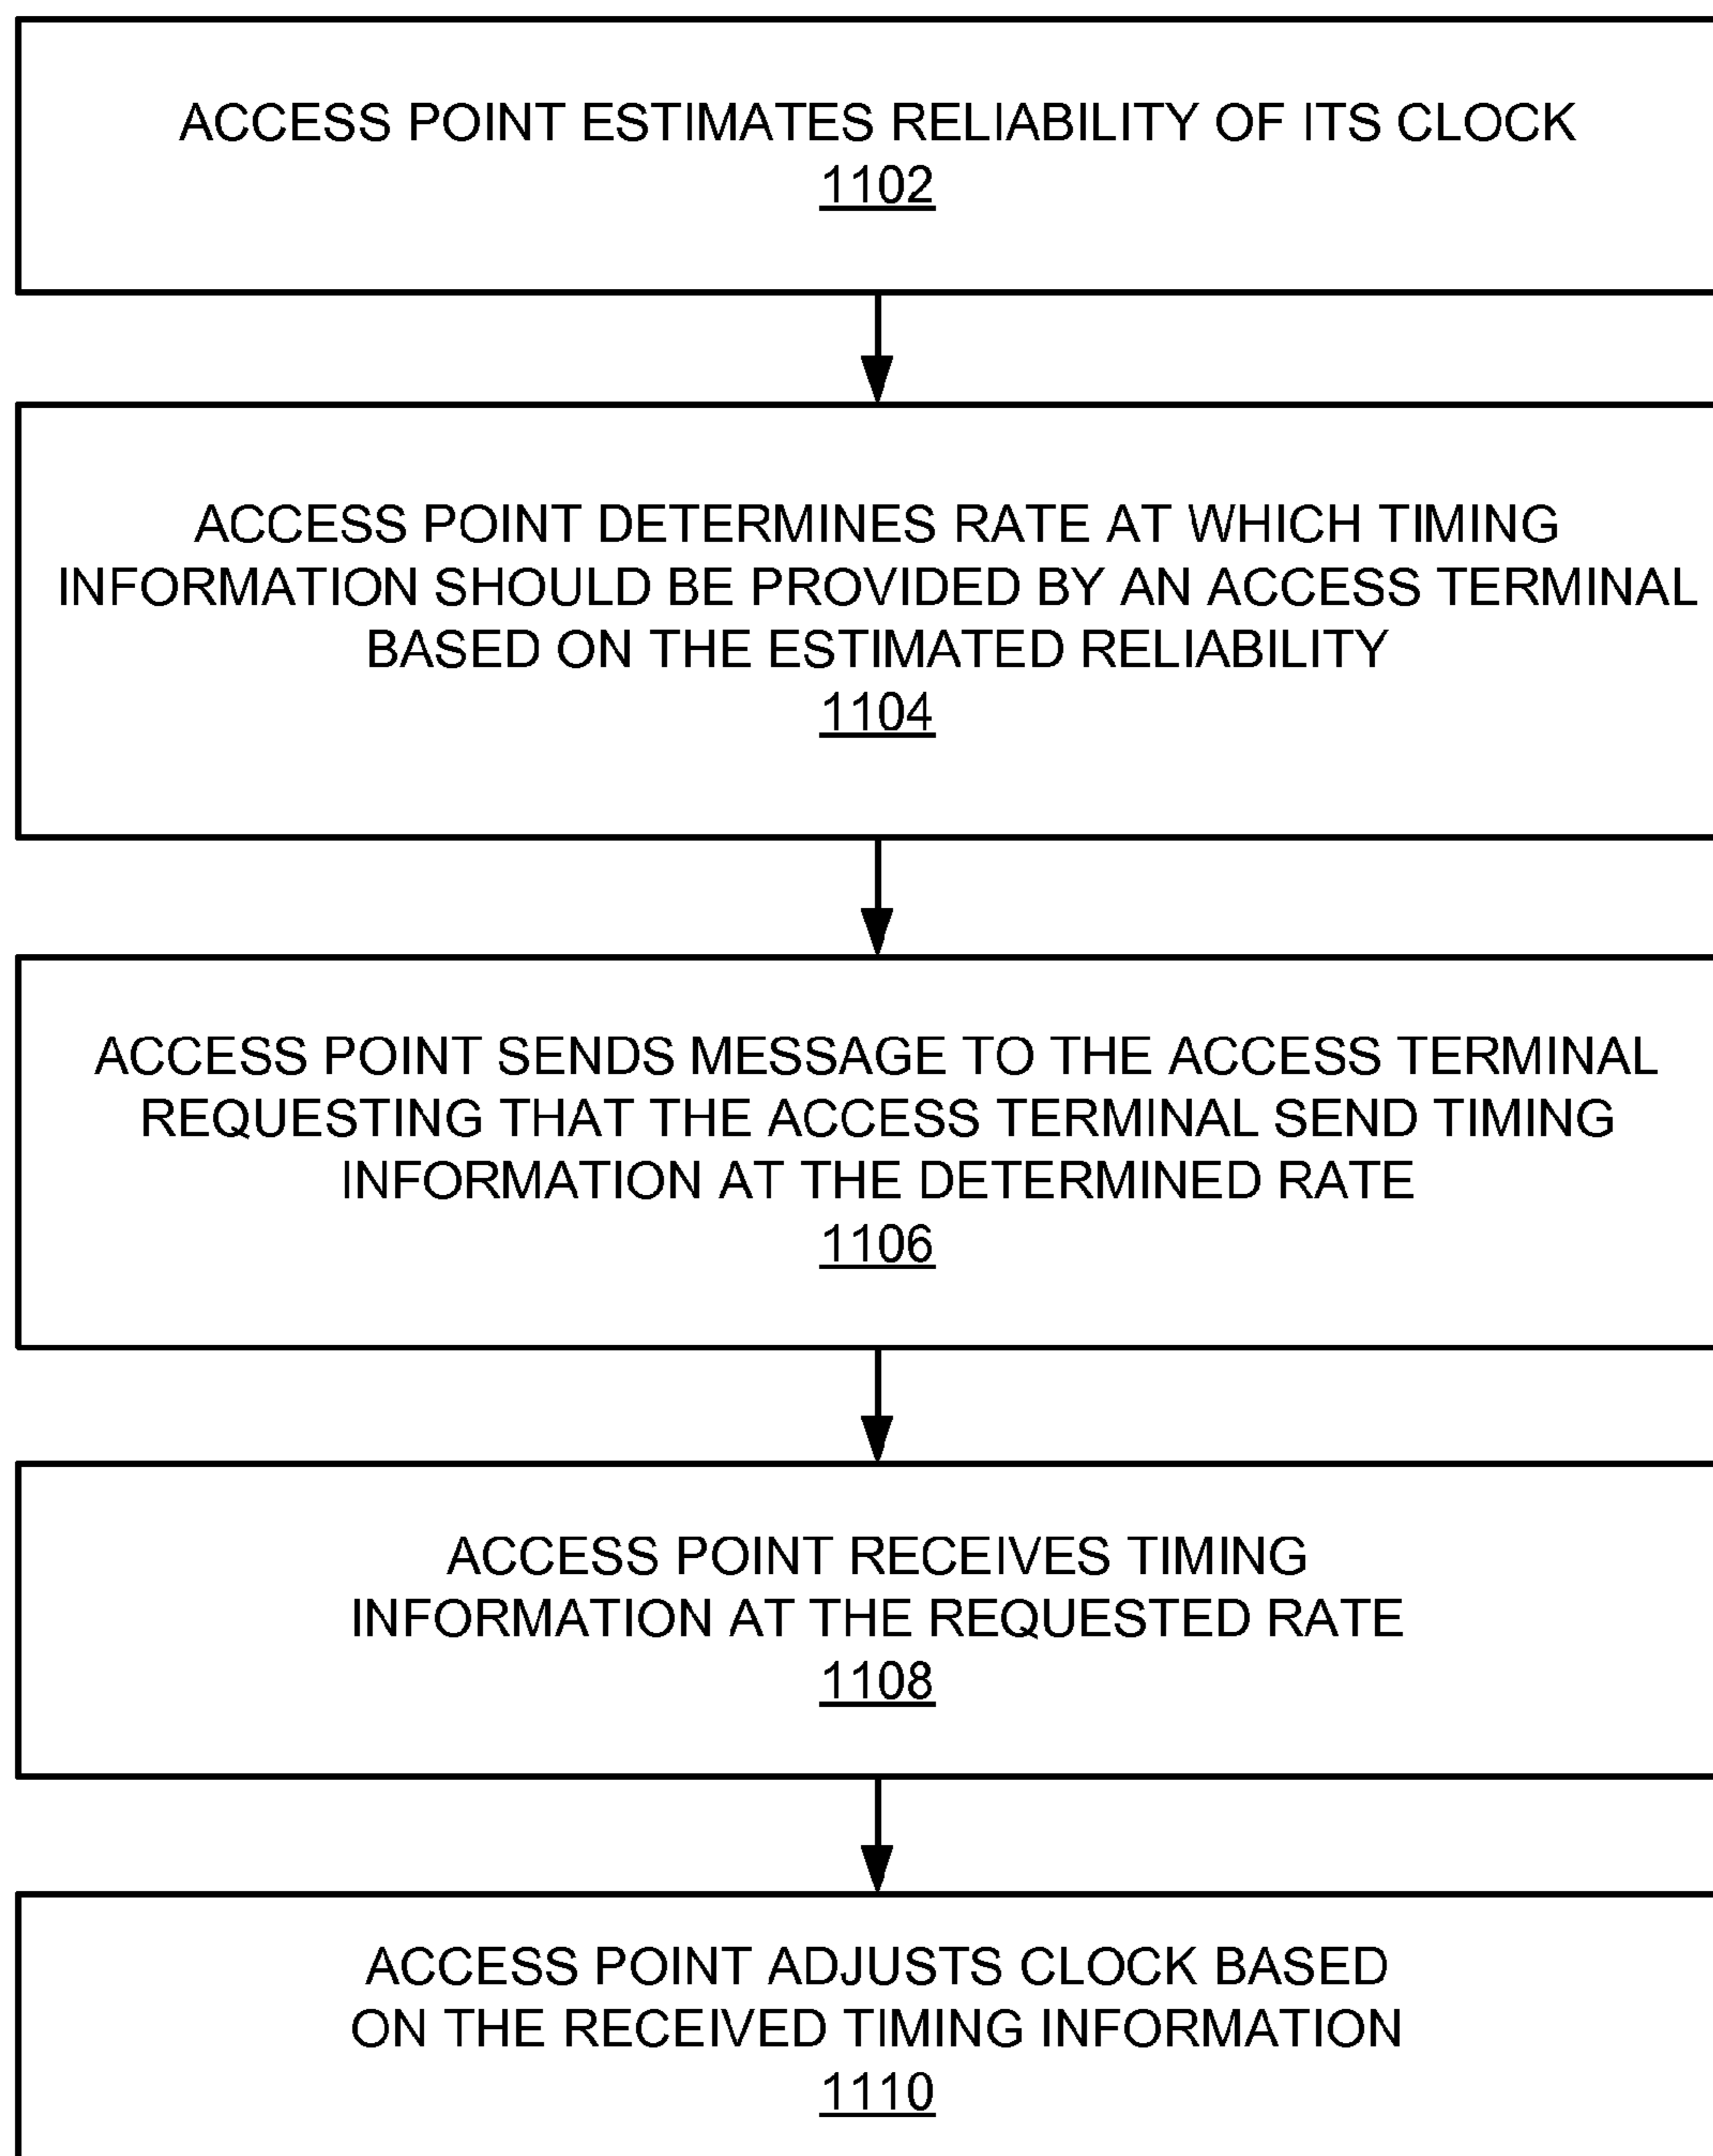 ACCESS POINT ESTIMATES RELIABILITY OF ITS CLOCK
1102
ACCESS POINT DETERMINES RATE AT WHICH TIMING
INFORMATION SHOULD BE PROVIDED BY AN ACCESS TERMINAL
BASED ON THE ESTIMATED RELIABILITY
1104
ACCESS POINT SENDS MESSAGE TO THE ACCESS TERMINAL
REQUESTING THAT THE ACCESS TERMINAL SEND TIMING
INFORMATION AT THE DETERMINED RATE
1106
ACCESS POINT RECEIVES TIMING
INFORMATION AT THE REQUESTED RATE
1108
ACCESS POINT ADJUSTS CLOCK BASED
ON THE RECEIVED TIMING INFORMATION
1110